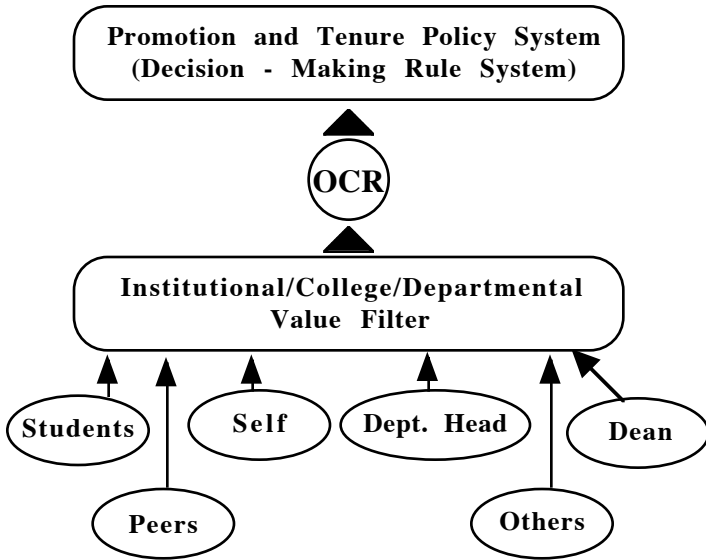 Promotion and Tenure Policy System
(Decision - Making Rule System)
OCR
Institutional/College/Departmental
Value Filter
Students
Self
Dept. Head
Dean
Peers
Others